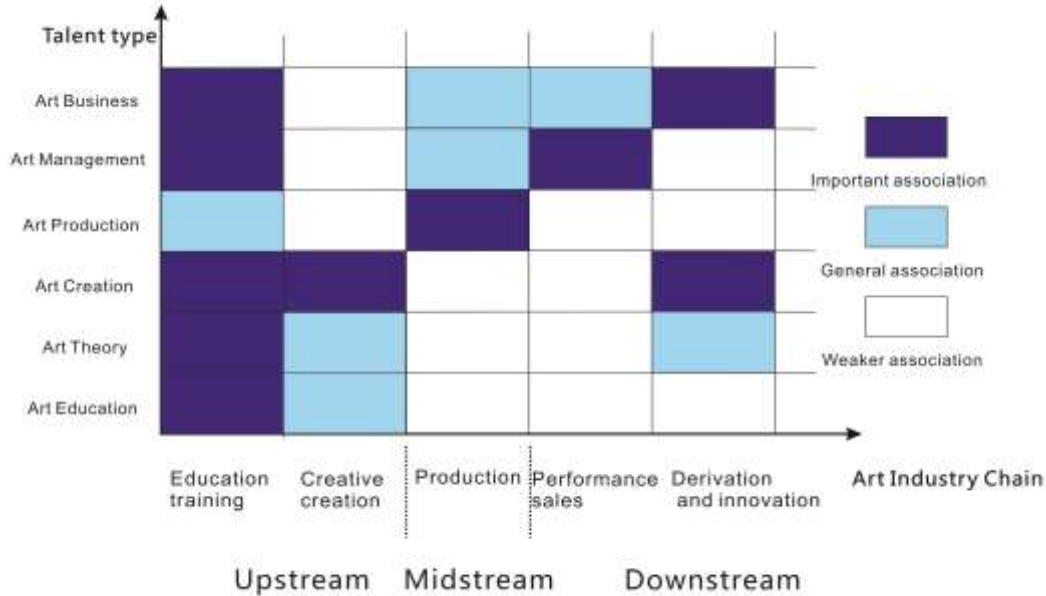 Talent type
Art Business
Art Management
Art Production
Art Creation
Art Theory
Art Education
Important association
General association
Weaker association
Education
training
Creative
creation
Production
Performance
sales
Derivation
and innovation
Art Industry Chain
Upstream
Midstream
Downstream